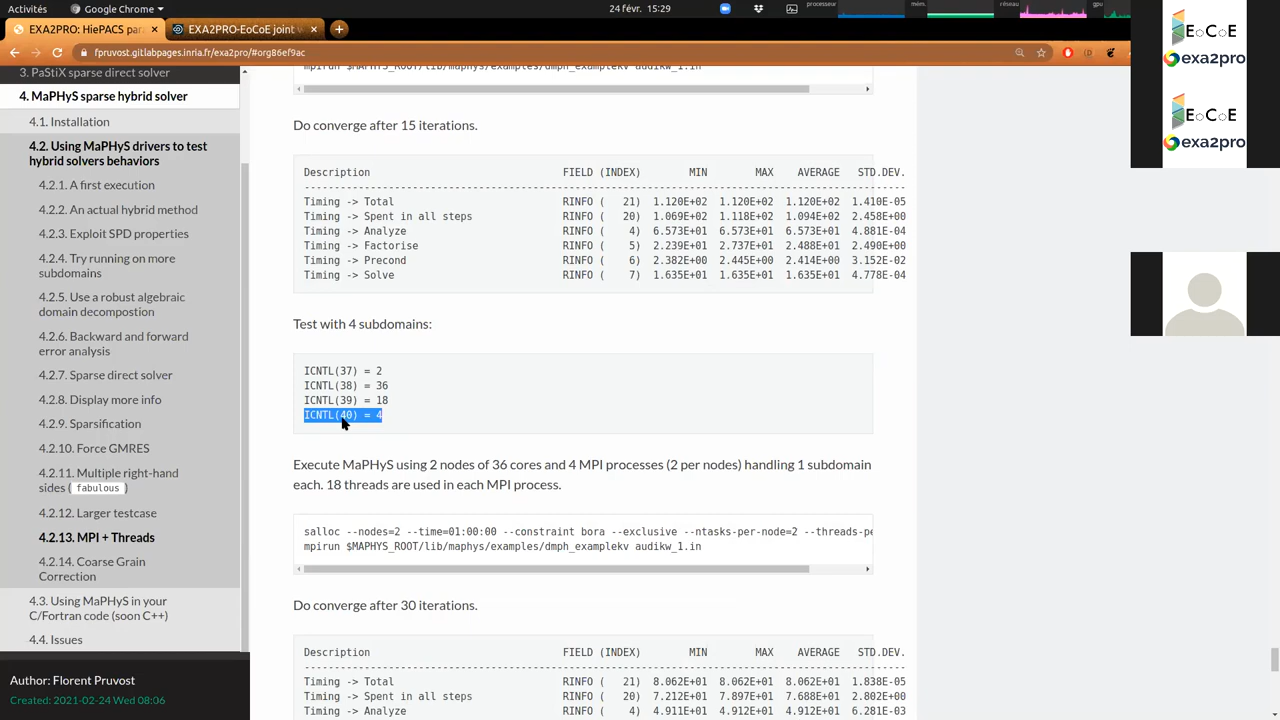 Activités
Google Chrome
24 févr. 15:29
processeur
mém.
réseau
gpu
EXA2PRO: HiePACS par
EXA2PRO-EoCoE joint w
fpruvost.gitlabpages.inria.fr/exa2pro/#org86ef9ac
3. PaStiX sparse direct solver
4. MaPHyS sparse hybrid solver
4.1. Installation
4.2. Using MaPHyS drivers to test
hybrid solvers behaviors
4.2.1. A first execution
4.2.2. An actual hybrid method
4.2.3. Exploit SPD properties
4.2.4. Try running on more
subdomains
4.2.5. Use a robust algebraic
domain decompostion
4.2.6. Backward and forward
error analysis
4.2.7. Sparse direct solver
4.2.8. Display more info
4.2.9. Sparsification
4.2.10. Force GMRES
4.2.11. Multiple right-hand
sides ( fabulous )
4.2.12. Larger testcase
4.2.13. MPI + Threads
4.2.14. Coarse Grain
Correction
4.3. Using MaPHyS in your
C/Fortran code (soon C++)
4.4. Issues
Author: Florent Pruvost
Created: 2021-02-24 Wed 08:06
mpirun $MAPHYS_ROOT/lib/maphys/examples/dmph_examplekv audikw_1.in
Do converge after 15 iterations.
Description FIELD (INDEX) MIN MAX AVERAGE STD.DEV.
------------------------------------------------------------------------------------------
Timing -> Total RINFO ( 21) 1.120E+02 1.120E+02 1.120E+02 1.410E-05
Timing -> Spent in all steps RINFO ( 20) 1.069E+02 1.118E+02 1.094E+02 2.458E+00
Timing -> Analyze RINFO ( 4) 6.573E+01 6.573E+01 6.573E+01 4.881E-04
Timing -> Factorise RINFO ( 5) 2.239E+01 2.737E+01 2.488E+01 2.490E+00
Timing -> Precond RINFO ( 6) 2.382E+00 2.445E+00 2.414E+00 3.152E-02
Timing -> Solve RINFO ( 7) 1.635E+01 1.635E+01 1.635E+01 4.778E-04
Test with 4 subdomains:
ICNTL(37) = 2
ICNTL(38) = 36
ICNTL(39) = 18
ICNTL(40) = 4
Execute MaPHyS using 2 nodes of 36 cores and 4 MPI processes (2 per nodes) handling 1 subdomain
each. 18 threads are used in each MPI process.
salloc --nodes=2 --time=01:00:00 --constraint bora --exclusive --ntasks-per-node=2 --threads-pe
mpirun $MAPHYS_ROOT/lib/maphys/examples/dmph_examplekv audikw_1.in
Do converge after 30 iterations.
Description FIELD (INDEX) MIN MAX AVERAGE STD.DEV.
------------------------------------------------------------------------------------------
Timing -> Total RINFO ( 21) 8.062E+01 8.062E+01 8.062E+01 1.838E-05
Timing -> Spent in all steps RINFO ( 20) 7.212E+01 7.897E+01 7.688E+01 2.802E+00
Timing -> Analyze RINFO ( 4) 4.911E+01 4.912E+01 4.912E+01 6.281E-03
EoCoE
exa2pro
EoCoE
exa2pro